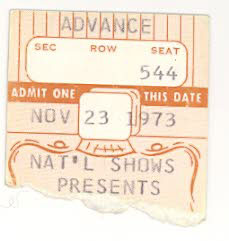 ADVANCE
SEC ROW SEAT
544
ADMIT ONE THIS DATE
NOV 23 1973
NAT'L SHOWS
PRESENTS